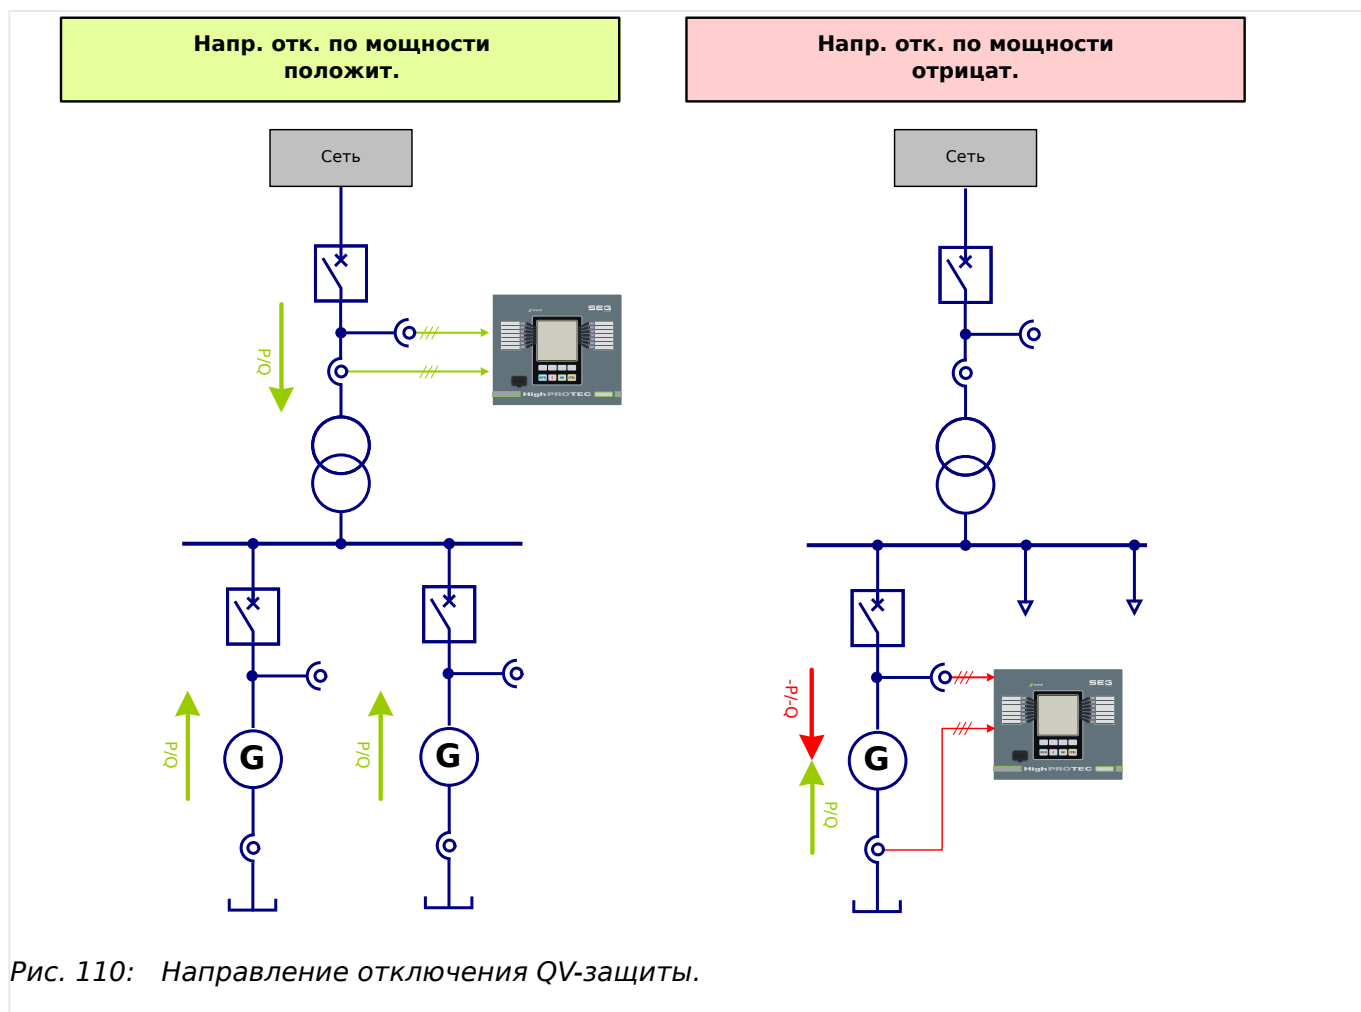 Напр. отк. по мощности
положит.
Напр. отк. по мощности
отрицат.
Сеть
Сеть
P/Q
SEG
HighPROTEC
P/Q
G
P/Q
G
-P/-Q
P/Q
G
SEG
HighPROTEC
Рис. 110: Направление отключения QV-защиты.